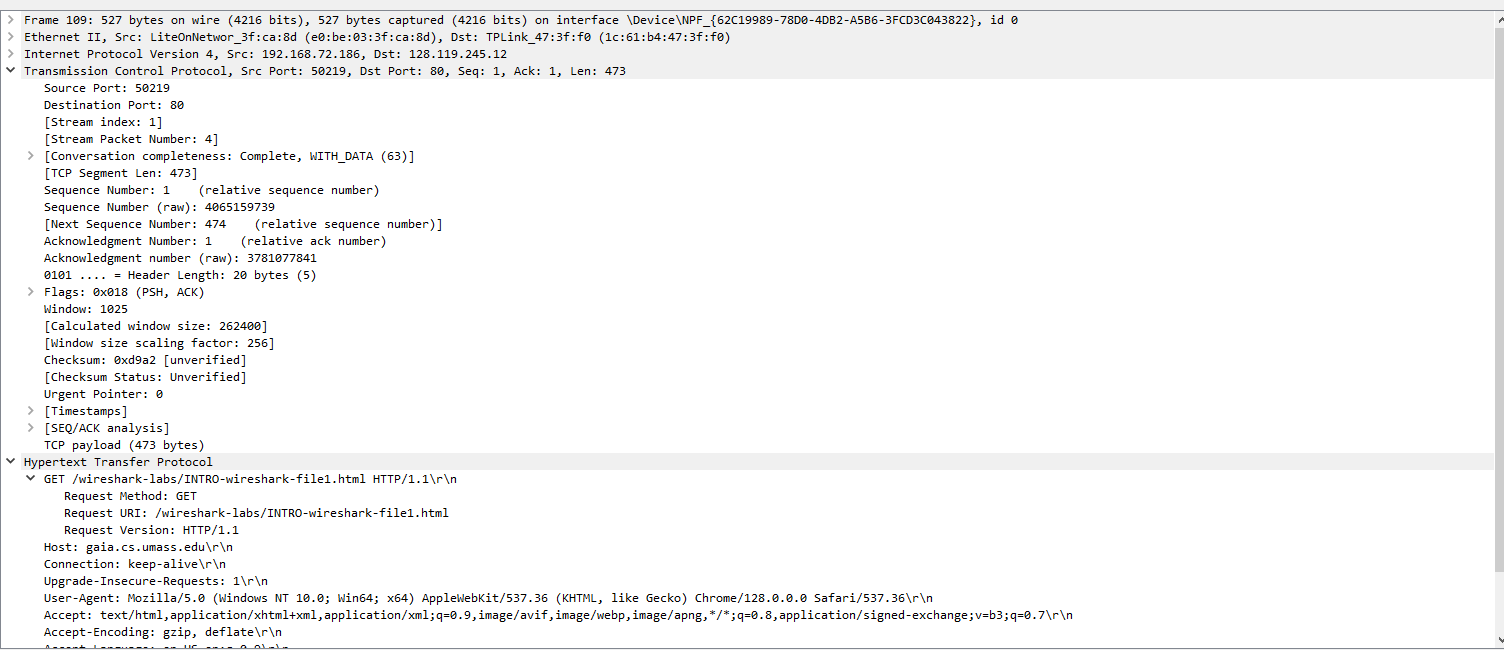 Frame 109: 527 bytes on wire (4216 bits), 527 bytes captured (4216 bits) on interface \Device\NPF_{62C19989-78D0-4DB2-A5B6-3FCD3C043822}, id 0
Ethernet II, Src: LiteOnNetwor_3f:ca:8d (e0:be:03:3f:ca:8d), Dst: TPLink_47:3f:f0 (1c:61:b4:47:3f:f0)
Internet Protocol Version 4, Src: 192.168.72.186, Dst: 128.119.245.12
Transmission Control Protocol, Src Port: 50219, Dst Port: 80, Seq: 1, Ack: 1, Len: 473
Source Port: 50219
Destination Port: 80
[Stream index: 1]
[Stream Packet Number: 4]
[Conversation completeness: Complete, WITH_DATA (63)]
[TCP Segment Len: 473]
Sequence Number: 1    (relative sequence number)
Sequence Number (raw): 4065159739
[Next Sequence Number: 474    (relative sequence number)]
Acknowledgment Number: 1    (relative ack number)
Acknowledgment number (raw): 3781077841
0101 .... = Header Length: 20 bytes (5)
Flags: 0x018 (PSH, ACK)
Window: 1025
[Calculated window size: 262400]
[Window size scaling factor: 256]
Checksum: 0xd9a2 [unverified]
[Checksum Status: Unverified]
Urgent Pointer: 0
[Timestamps]
[SEQ/ACK analysis]
TCP payload (473 bytes)
Hypertext Transfer Protocol
GET /wireshark-labs/INTRO-wireshark-file1.html HTTP/1.1\r\n
Request Method: GET
Request URI: /wireshark-labs/INTRO-wireshark-file1.html
Request Version: HTTP/1.1
Host: gaia.cs.umass.edu\r\n
Connection: keep-alive\r\n
Upgrade-Insecure-Requests: 1\r\n
User-Agent: Mozilla/5.0 (Windows NT 10.0; Win64; x64) AppleWebKit/537.36 (KHTML, like Gecko) Chrome/128.0.0.0 Safari/537.36\r\n
Accept: text/html,application/xhtml+xml,application/xml;q=0.9,image/avif,image/webp,image/apng,*/*;q=0.8,application/signed-exchange;v=b3;q=0.7\r\n
Accept-Encoding: gzip, deflate\r\n